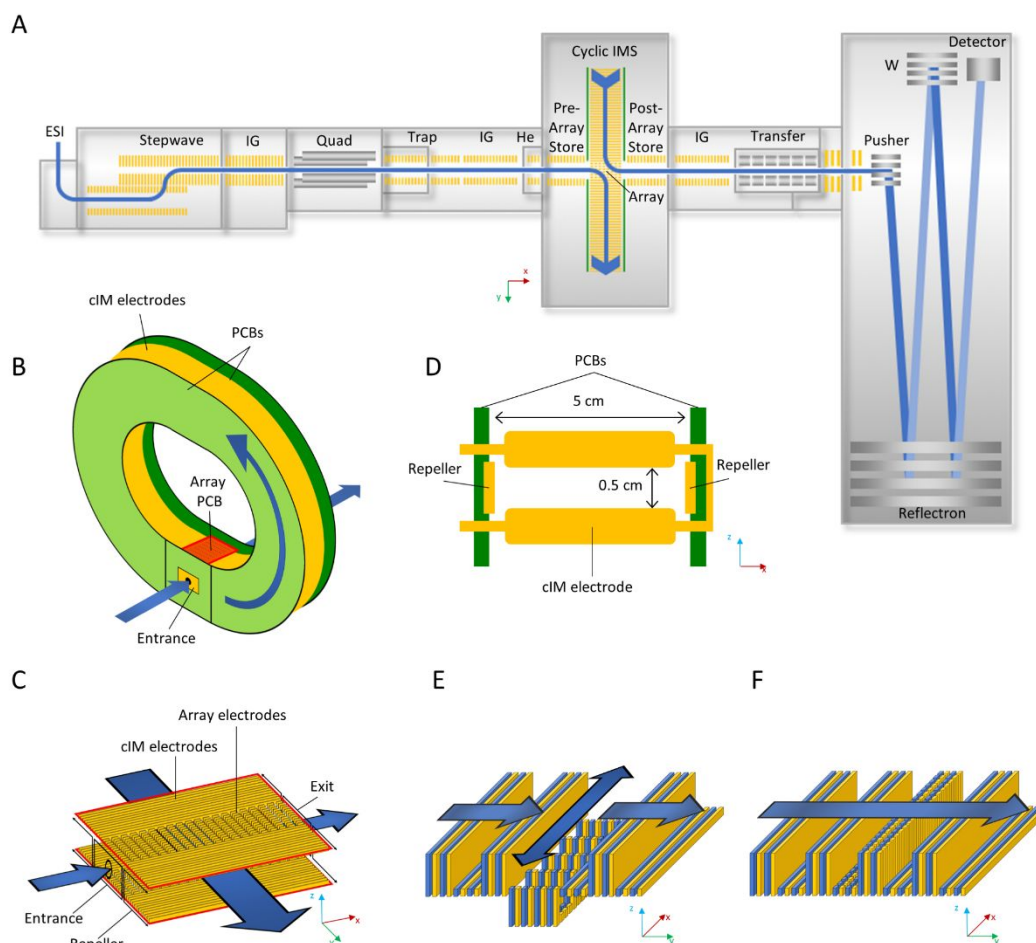 A
Cyclic IMS
Detector
W
ESI
Stepwave
IG
Quad
Trap
IG
He
Pre-
Array
Store
Post-
Array
Store
IG
Transfer
Pusher
Array
x
y
Reflectron
B
cIM electrodes
PCBs
Array
PCB
Entrance
D
PCBs
5 cm
Repeller
Repeller
0.5 cm
cIM electrode
z
x
C
Array electrodes
cIM electrodes
Exit
Entrance
Repeller
z
x
y
E
z
x
y
F
z
x
y